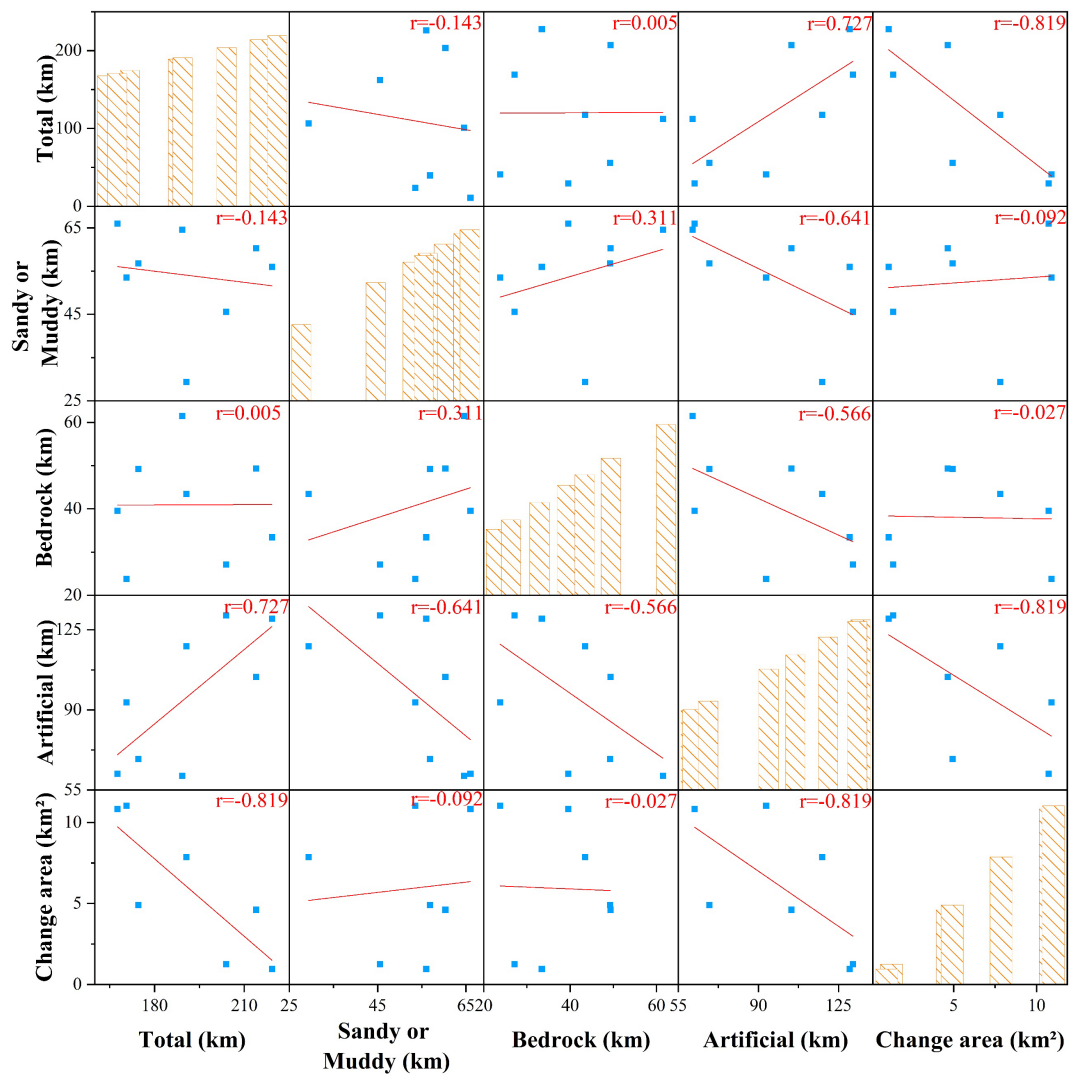 r=-0.143
r=0.005
r=0.727
r=-0.819
200
100
0
Total (km)
r=-0.143
r=0.311
r=-0.641
r=-0.092
65
45
25
Sandy or
Muddy (km)
r=0.005
r=0.311
r=-0.566
r=-0.027
60
40
20
Bedrock (km)
r=0.727
r=-0.641
r=-0.566
r=-0.819
125
90
55
Artificial (km)
r=-0.819
r=-0.092
r=-0.027
r=-0.819
10
5
0
Change area (km²)
180 210 25 45 65 20 40 60 55 90 125 5 10
Total (km)
Sandy or
Muddy (km)
Bedrock (km)
Artificial (km)
Change area (km²)